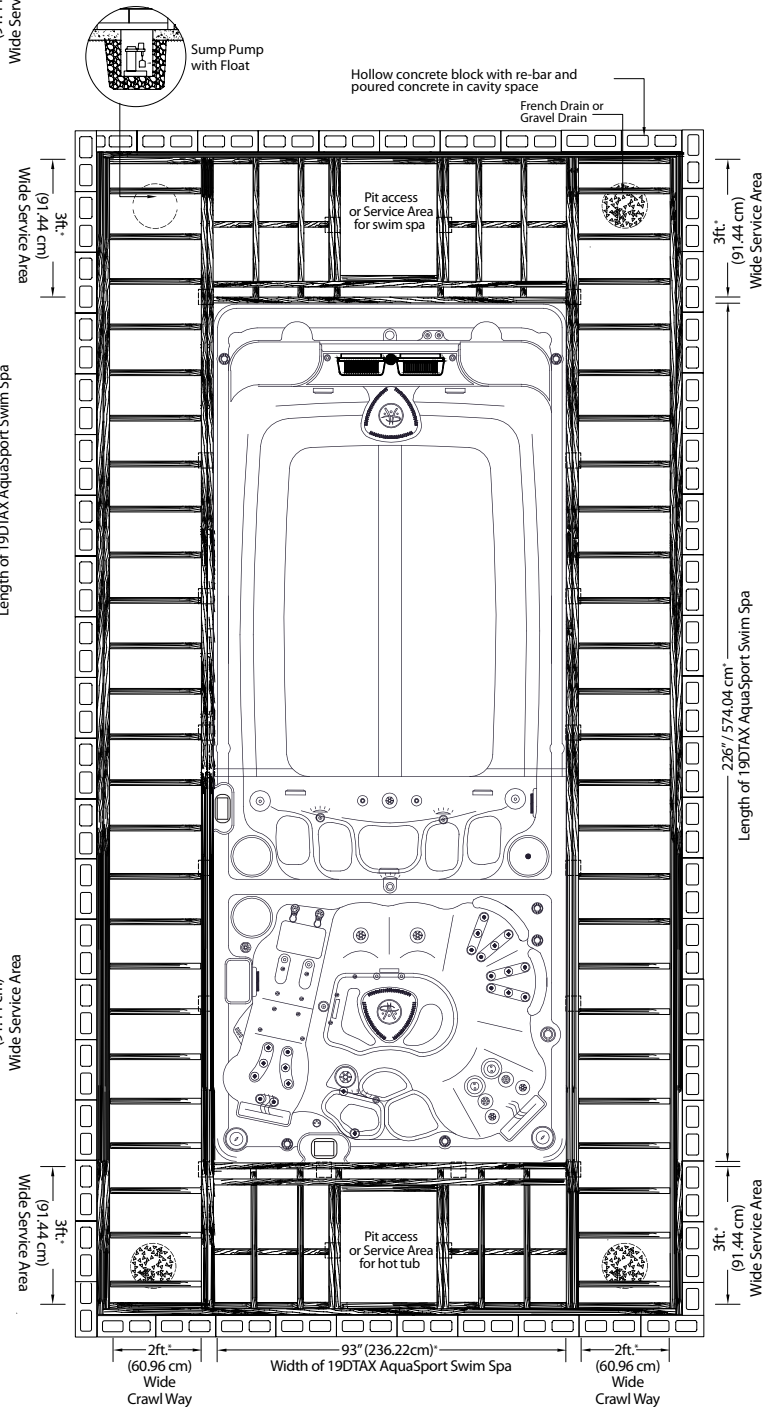 Wide Serv
Sump Pump
with Float
Hollow concrete block with re-bar and
poured concrete in cavity space
French Drain or
Gravel Drain
3ft.*
(91.44 cm)
Wide Service Area
Pit access
or Service Area
for swim spa
3ft.*
(91.44 cm)
Wide Service Area
Length of 19DTAX AquaSport Swim Spa
226” / 574.04 cm*
Length of 19DTAX AquaSport Swim Spa
Wide Service Area
3ft.*
(91.44 cm)
Wide Service Area
Pit access
or Service Area
for hot tub
3ft.*
(91.44 cm)
Wide Service Area
2ft.*
(60.96 cm)
Wide
Crawl Way
93” (236.22cm)*
Width of 19DTAX AquaSport Swim Spa
2ft.*
(60.96 cm)
Wide
Crawl Way